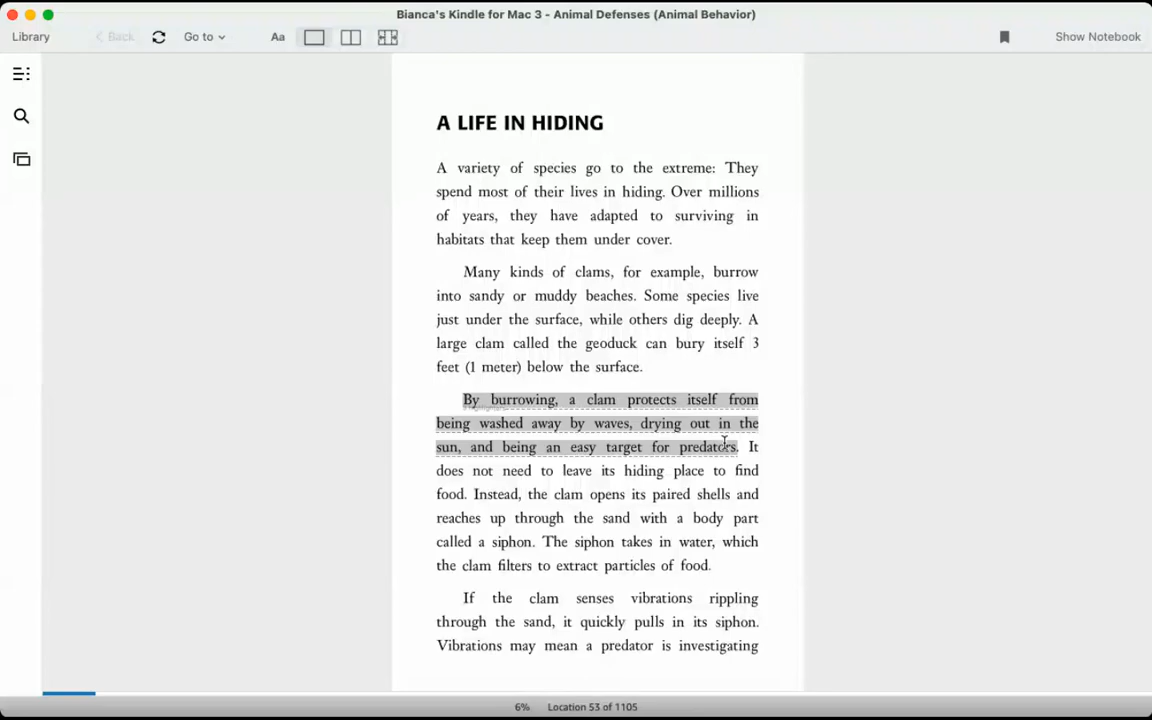 Bianca's Kindle for Mac 3 - Animal Defenses (Animal Behavior)
Library
Back
Go to
Aa
Show Notebook
A LIFE IN HIDING
A variety of species go to the extreme: They
spend most of their lives in hiding. Over millions
of years, they have adapted to surviving in
habitats that keep them under cover.
Many kinds of clams, for example, burrow
into sandy or muddy beaches. Some species live
just under the surface, while others dig deeply. A
large clam called the geoduck can bury itself 3
feet (1 meter) below the surface.
By burrowing, a clam protects itself from
being washed away by waves, drying out in the
sun, and being an easy target for predators. It
does not need to leave its hiding place to find
food. Instead, the clam opens its paired shells and
reaches up through the sand with a body part
called a siphon. The siphon takes in water, which
the clam filters to extract particles of food.
If the clam senses vibrations rippling
through the sand, it quickly pulls in its siphon.
Vibrations may mean a predator is investigating
6%
Location 53 of 1105